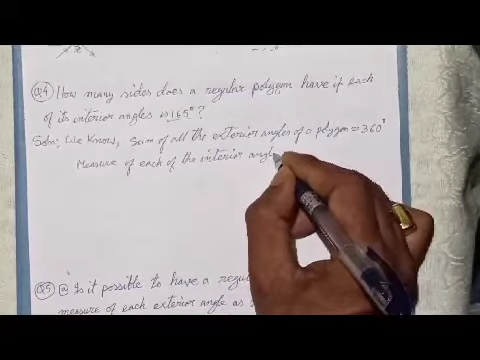 Q4 How many sides does a regular polygon have if each
of its interior angles is 165°?
Soln; We Know, Sum of all the exterior angles of a polygon = 360°
Measure of each of the interior angle
Q5 (a) Is it possible to have a regu
measure of each exterior angle as